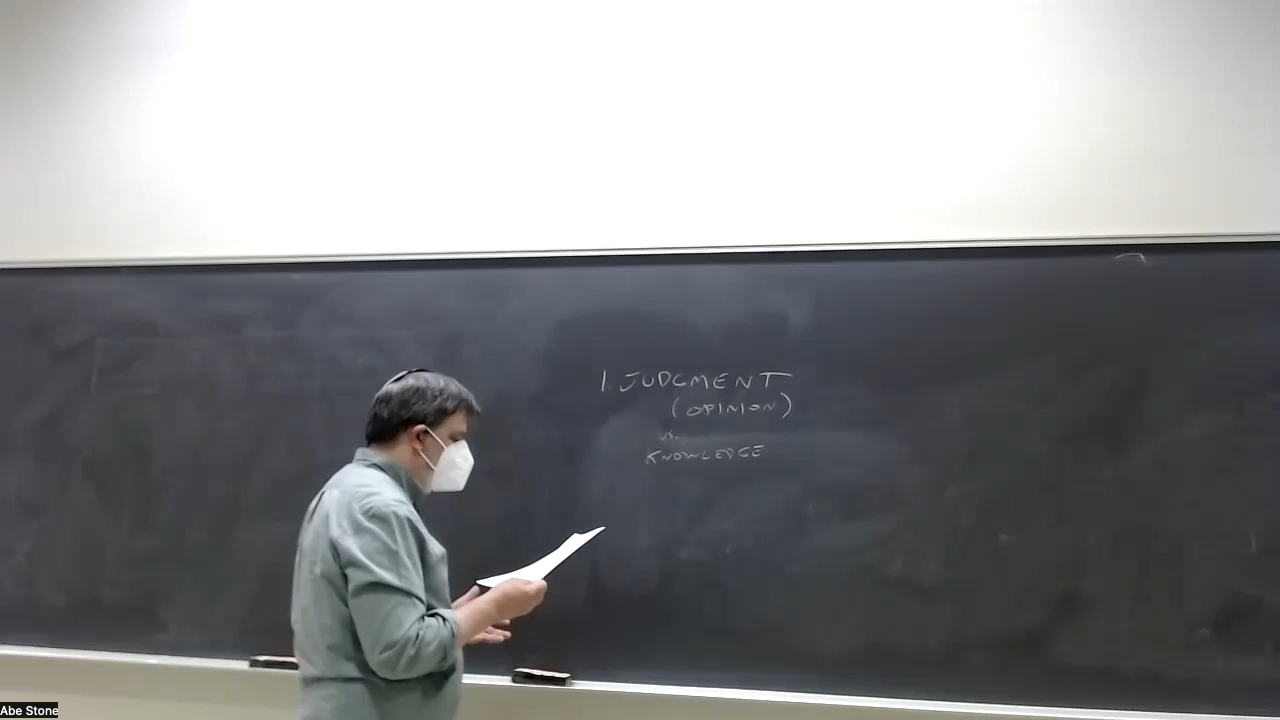 1. JUDGMENT
(OPINION)
vs.
KNOWLEDGE
Abe Stone